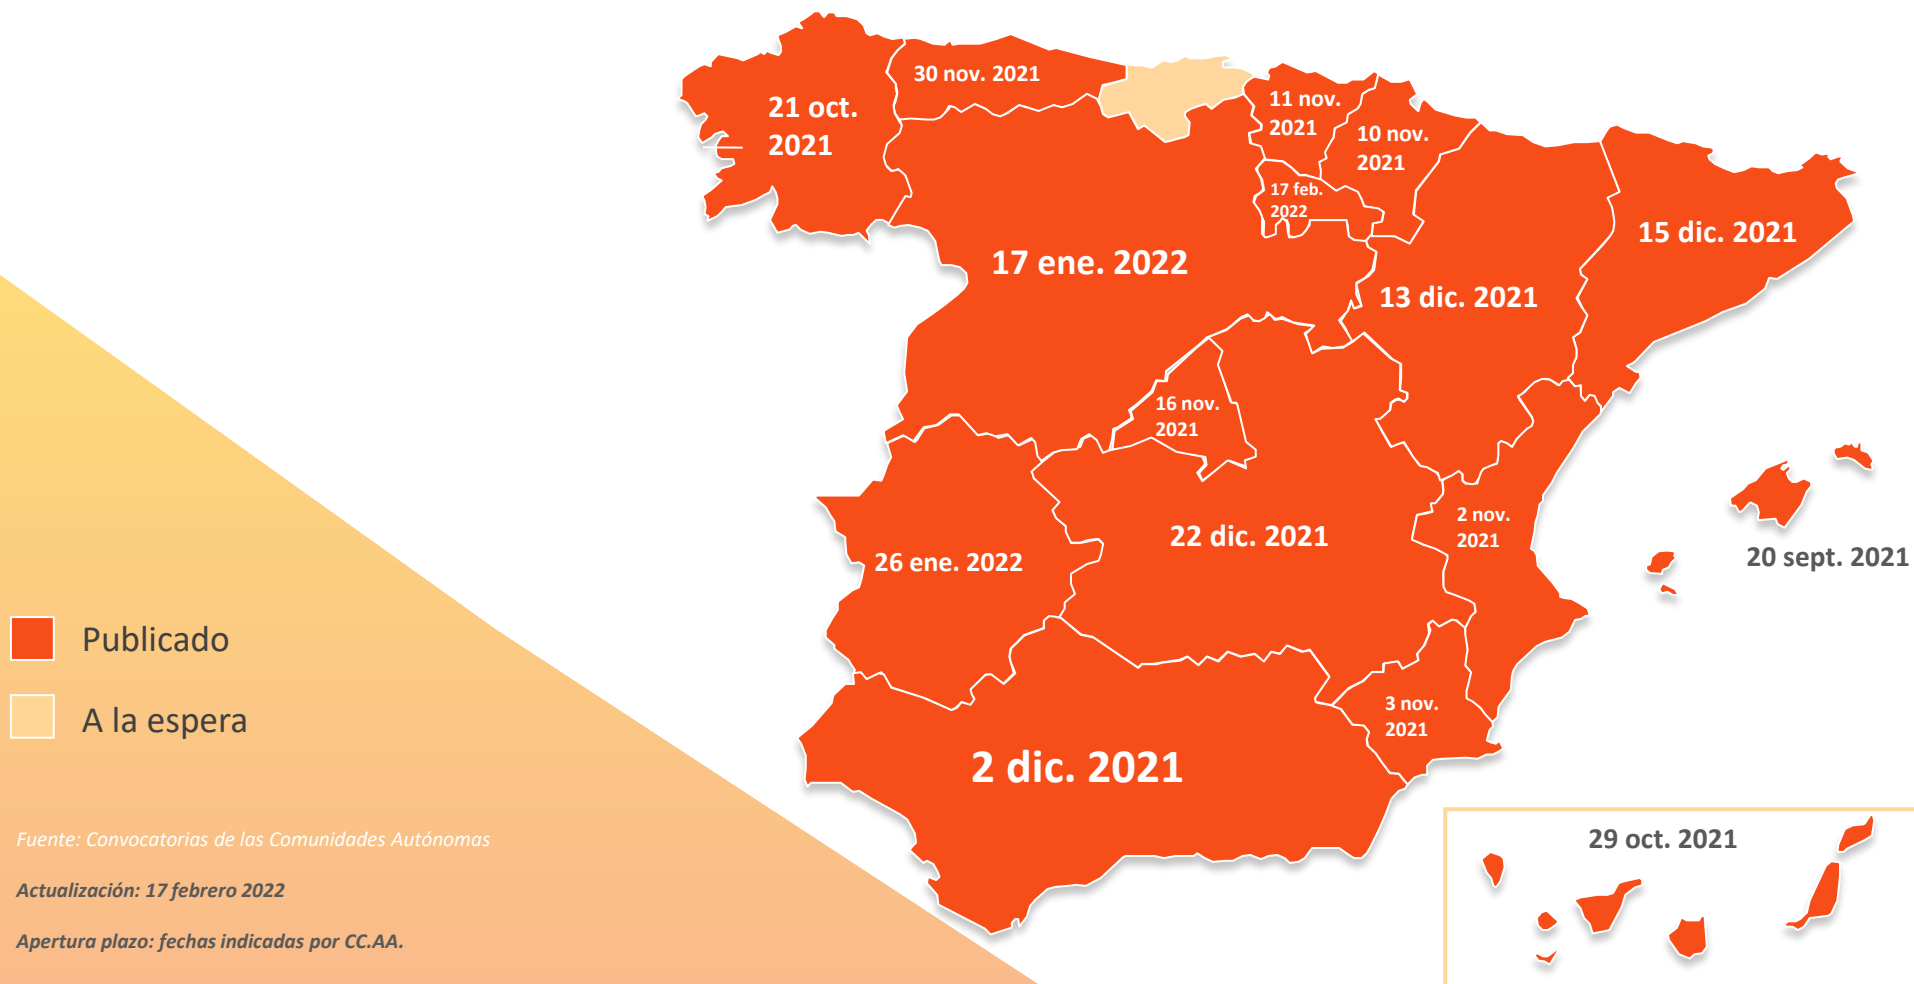 30 nov. 2021
21 oct.
2021
11 nov.
2021
10 nov.
2021
17 feb.
2022
15 dic. 2021
17 ene. 2022
13 dic. 2021
16 nov.
2021
2 nov.
2021
22 dic. 2021
20 sept. 2021
26 ene. 2022
Publicado
A la espera
3 nov.
2021
2 dic. 2021
29 oct. 2021
Fuente: Convocatorias de las Comunidades Autónomas
Actualización: 17 febrero 2022
Apertura plazo: fechas indicadas por CC.AA.